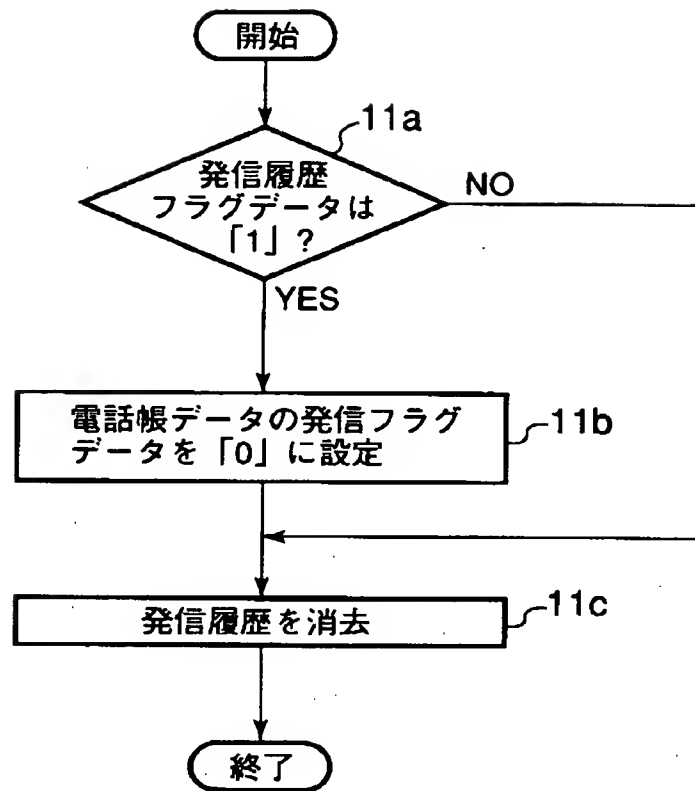 開始
11a
発信履歴
フラグデータは
「1」?
NO
YES
電話帳データの発信フラグ
データを「0」に設定
11b
発信履歴を消去
11c
終了